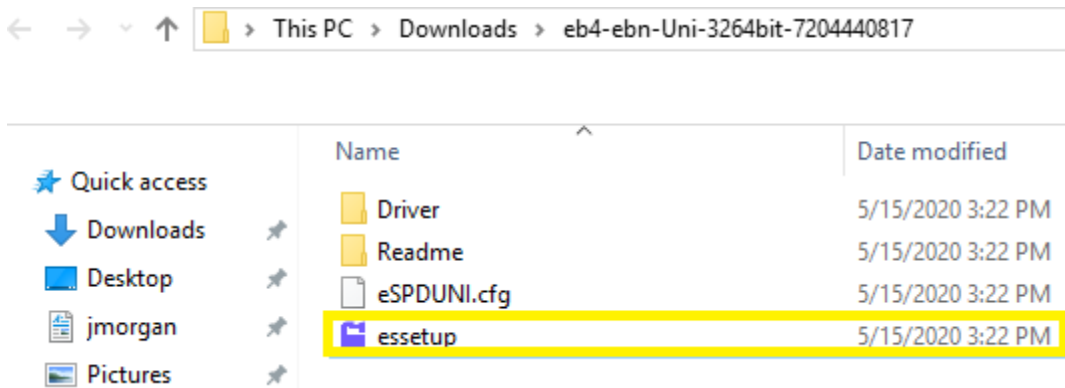 This PC > Downloads > eb4-ebn-Uni-3264bit-7204440817
Name Date modified
Quick access
Downloads
Desktop
jmorgan
Pictures
Driver 5/15/2020 3:22 PM
Readme 5/15/2020 3:22 PM
eSPDUNI.cfg 5/15/2020 3:22 PM
essetup 5/15/2020 3:22 PM